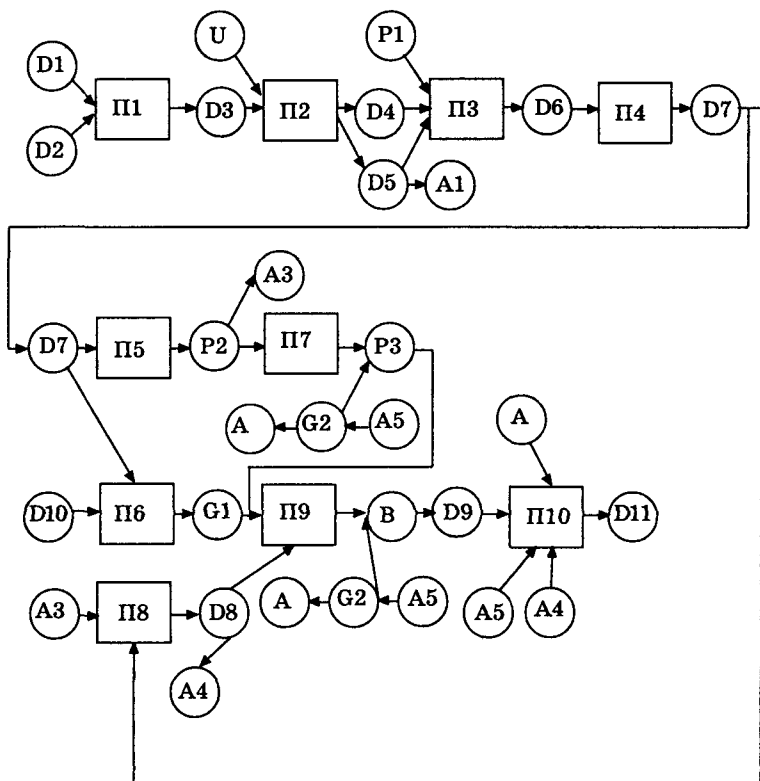 U P1
D1
П1 D3 П2 D4 П3 D6 П4 D7
D2
D5 A1
A3
D7 П5 P2 П7 P3
A G2 A5
A
D10 П6 G1 П9 B D9 П10 D11
A3 П8 D8 A G2 A5 A5 A4
A4